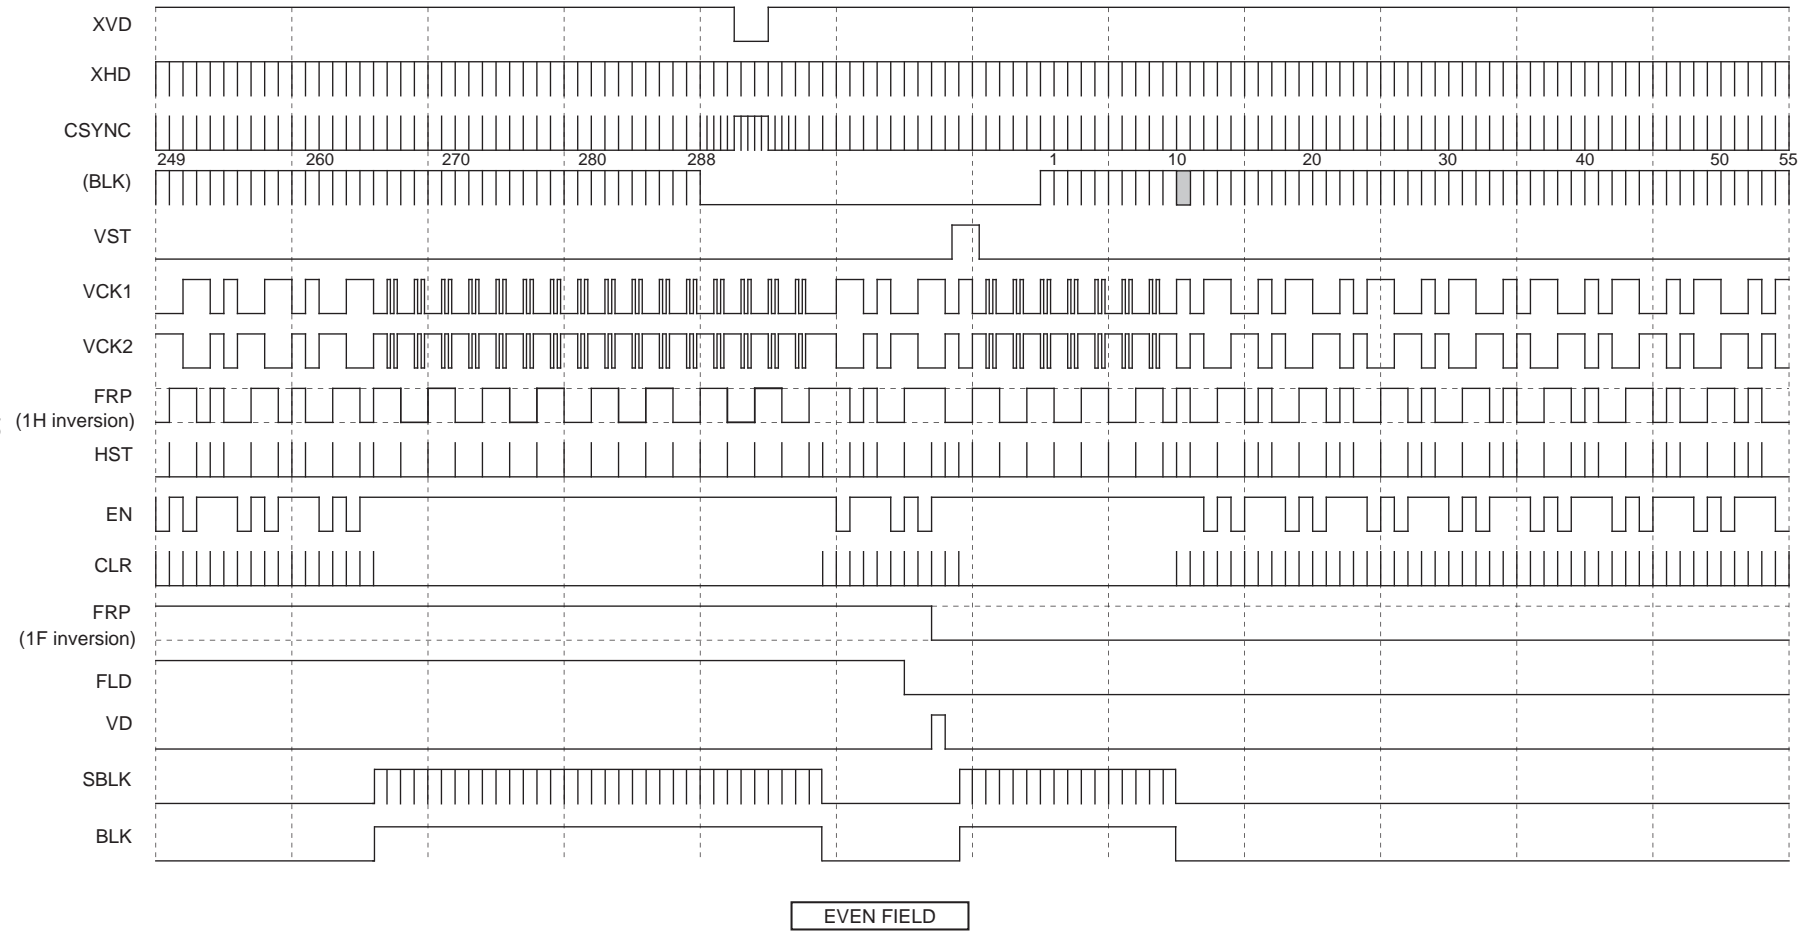 XVD
XHD
CSYNC
249 260 270 280 288 1 10 20 30 40 50 55
(BLK)
VST
VCK1
VCK2
FRP
(1H inversion)
HST
EN
CLR
FRP
(1F inversion)
FLD
VD
SBLK
BLK
EVEN FIELD